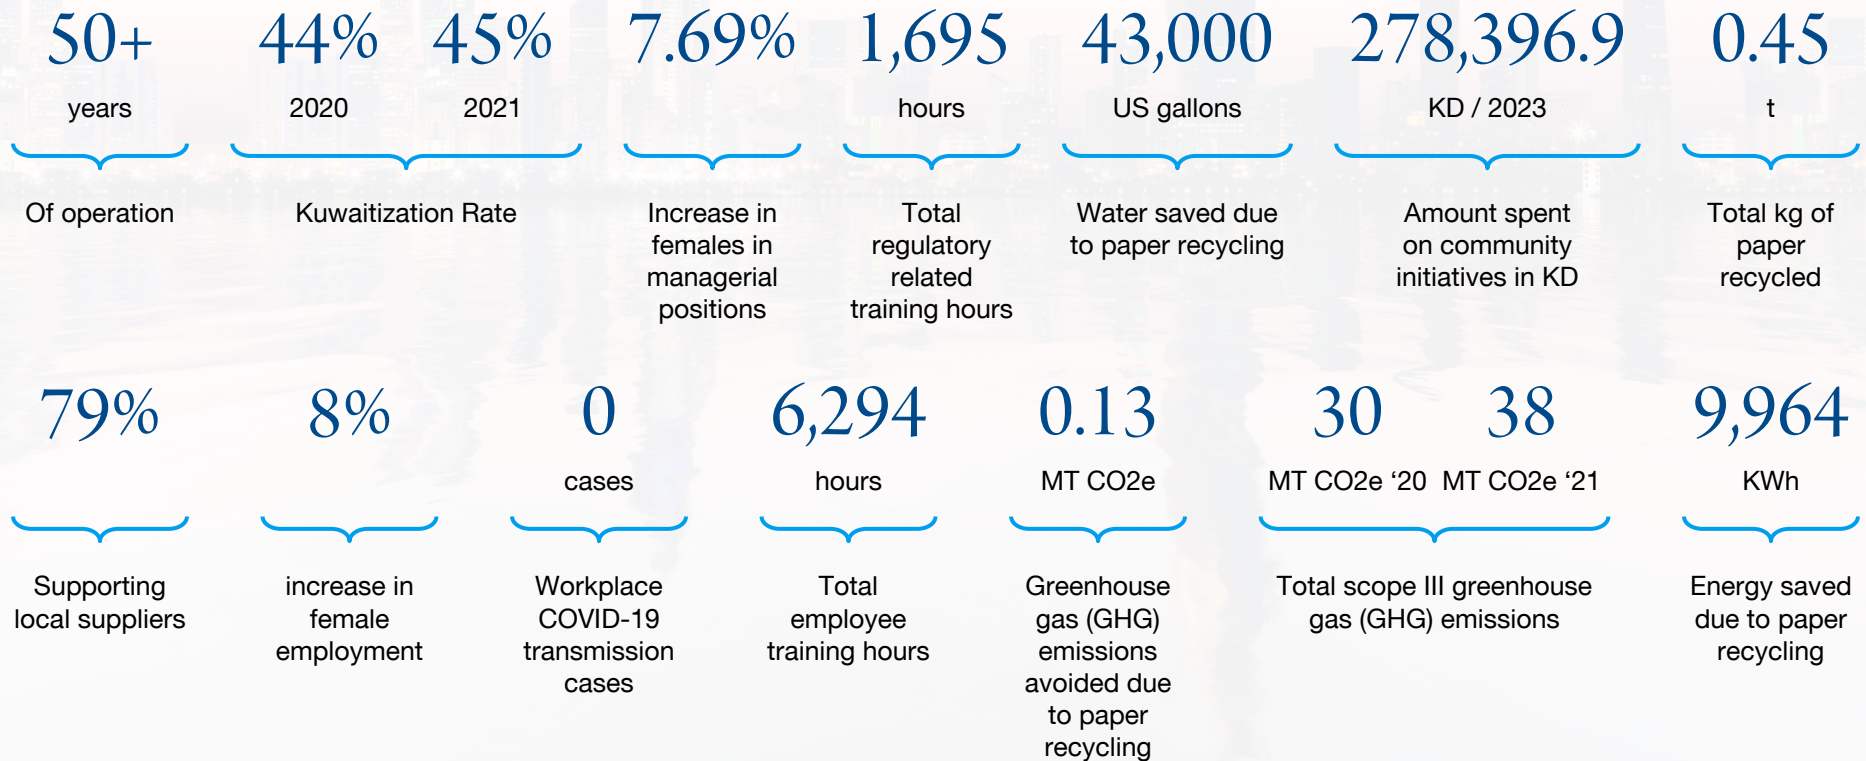 50+
years
Of operation
44% 45%
2020 2021
Kuwaitization Rate
7.69%
Increase in
females in
managerial
positions
1,695
hours
Total
regulatory
related
training hours
43,000
US gallons
Water saved due
to paper recycling
278,396.9
KD / 2023
Amount spent
on community
initiatives in KD
0.45
t
Total kg of
paper
recycled
79%
Supporting
local suppliers
8%
increase in
female
employment
0
cases
Workplace
COVID-19
transmission
cases
6,294
hours
Total
employee
training hours
0.13
MT CO2e
Greenhouse
gas (GHG)
emissions
avoided due
to paper
recycling
30 38
MT CO2e ‘20 MT CO2e ‘21
Total scope III greenhouse
gas (GHG) emissions
9,964
KWh
Energy saved
due to paper
recycling